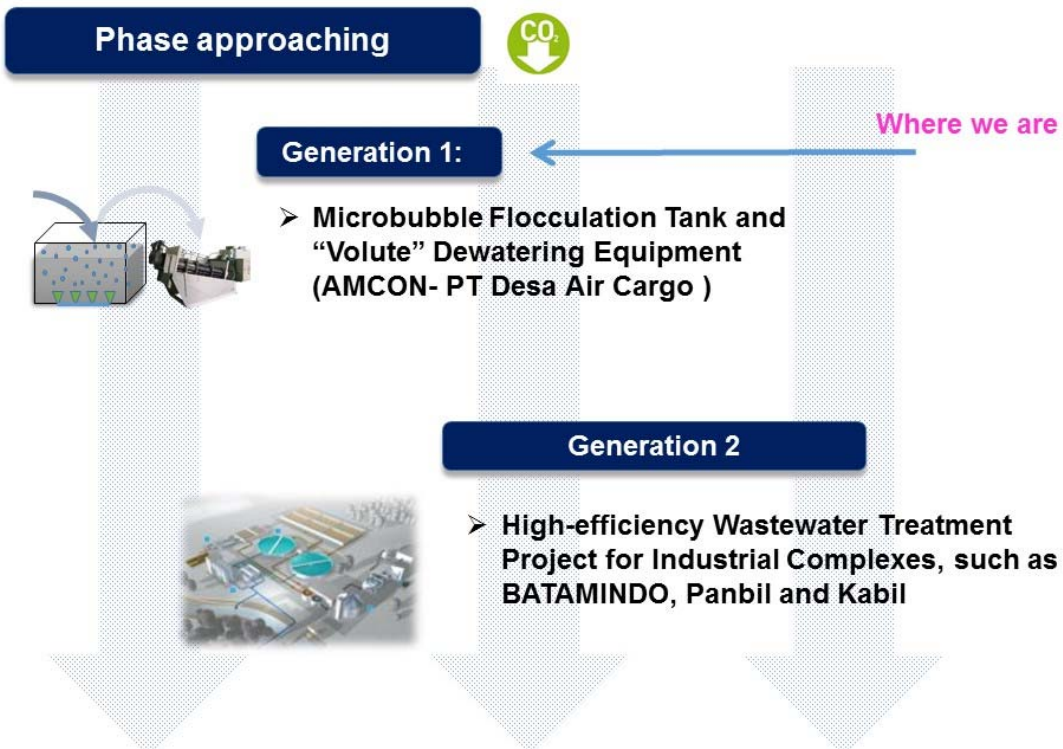 Phase approaching
CO₂
Where we are
Generation 1:
➢ Microbubble Flocculation Tank and
“Volute” Dewatering Equipment
(AMCON- PT Desa Air Cargo )
Generation 2
➢ High-efficiency Wastewater Treatment
Project for Industrial Complexes, such as
BATAMINDO, Panbil and Kabil